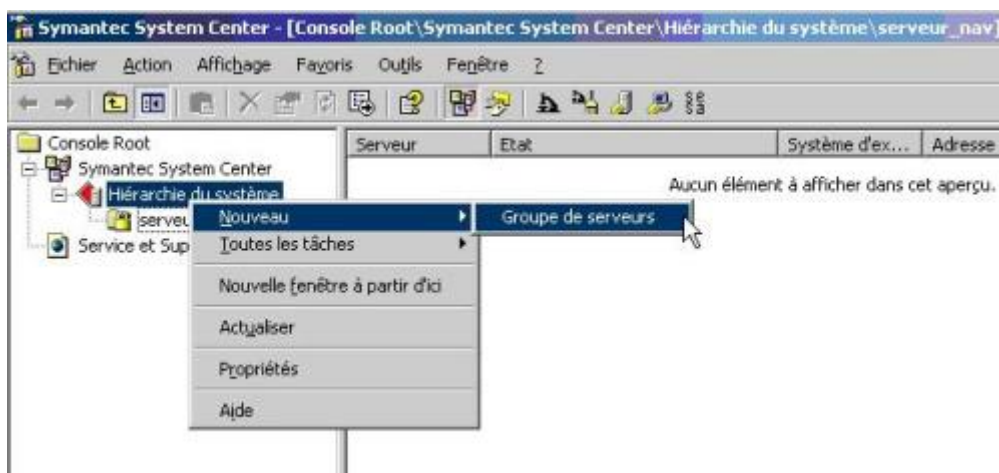 Symantec System Center - [Console Root\Symantec System Center\Hiérarchie du système\serveur_nav]
Fichier Action Affichage Favoris Outils Fenêtre ?
Console Root
Symantec System Center
Hiérarchie du système
serveu
Service et Sup
Serveur Etat Système d'ex... Adresse
Aucun élément à afficher dans cet aperçu.
Nouveau
Groupe de serveurs
Toutes les tâches
Nouvelle fenêtre à partir d'ici
Actualiser
Propriétés
Aide